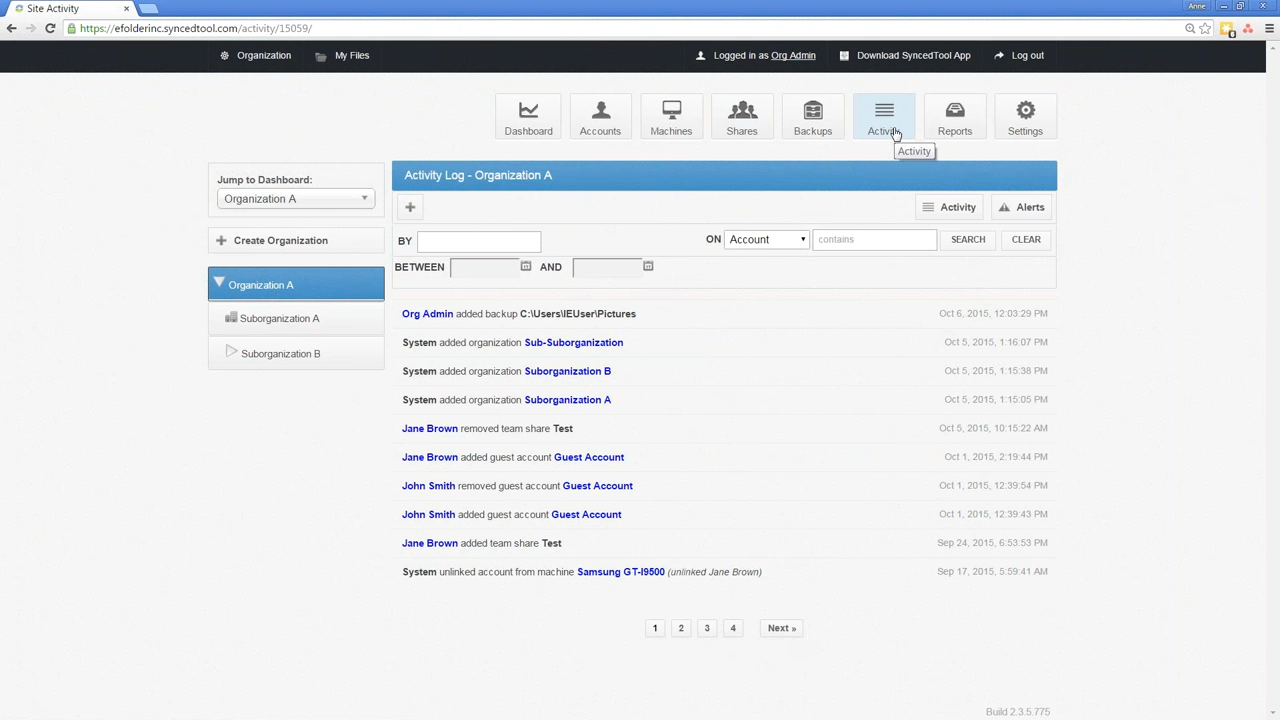 Site Activity
Anne
https://efolderinc.syncedtool.com/activity/15059/
Organization My Files Logged in as Org Admin Download SyncedTool App Log out
Dashboard Accounts Machines Shares Backups Activity Reports Settings
Activity
Jump to Dashboard:
Organization A
Create Organization
Organization A
Suborganization A
Suborganization B
Activity Log - Organization A
Activity Alerts
BY ON Account contains SEARCH CLEAR
BETWEEN AND
Org Admin added backup C:\Users\IEUser\Pictures Oct 6, 2015, 12:03:29 PM
System added organization Sub-Suborganization Oct 5, 2015, 1:16:07 PM
System added organization Suborganization B Oct 5, 2015, 1:15:38 PM
System added organization Suborganization A Oct 5, 2015, 1:15:05 PM
Jane Brown removed team share Test Oct 5, 2015, 10:15:22 AM
Jane Brown added guest account Guest Account Oct 1, 2015, 2:19:44 PM
John Smith removed guest account Guest Account Oct 1, 2015, 12:39:54 PM
John Smith added guest account Guest Account Oct 1, 2015, 12:39:43 PM
Jane Brown added team share Test Sep 24, 2015, 6:53:53 PM
System unlinked account from machine Samsung GT-I9500 (unlinked Jane Brown) Sep 17, 2015, 5:59:41 AM
1 2 3 4 Next »
Build 2.3.5.775